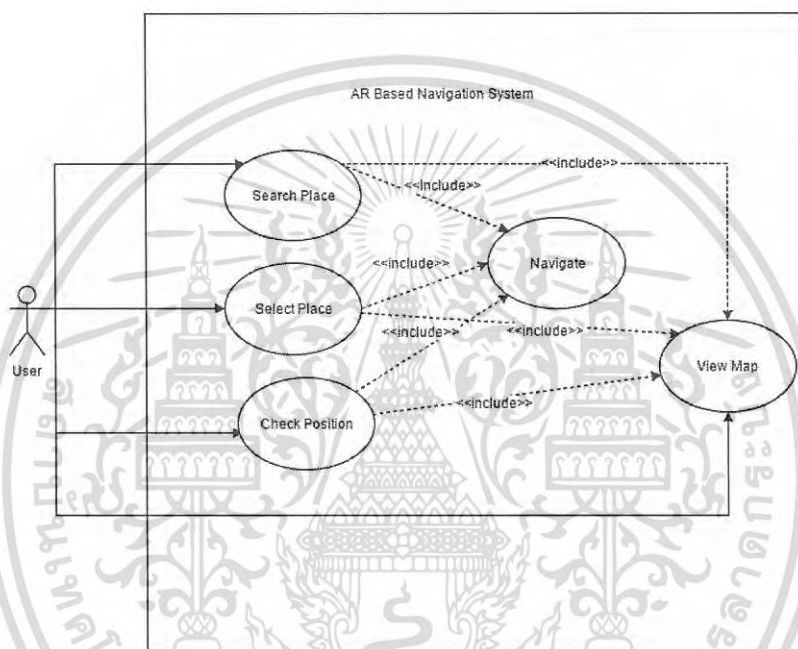 AR Based Navigation System
<<include>>
Search Place
<<include>>
<<include>>
Navigate
Select Place
<<include>>
<<include>>
User
View Map
Check Position
<<include>>